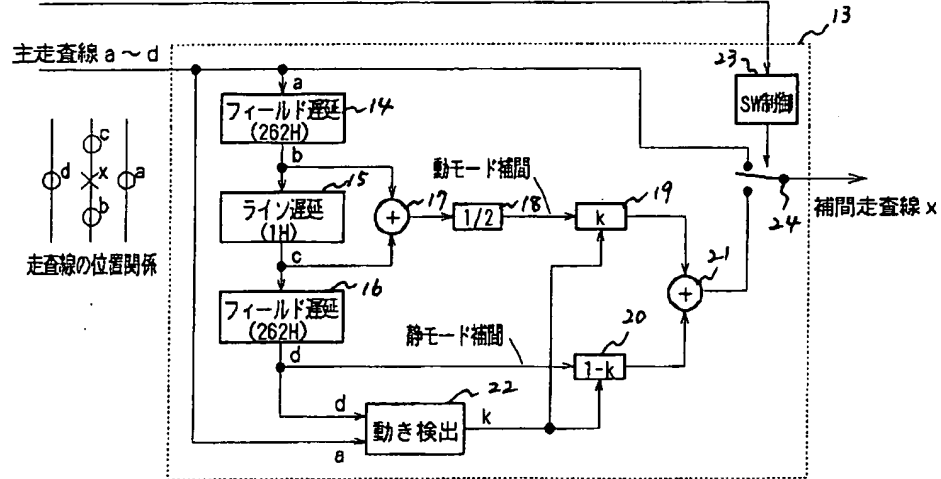 13
主走査線a～d
23
SW制御
a
フィールド遅延
(262H)
14
b
15
ライン遅延
(1H)
c
16
フィールド遅延
(262H)
d
17
+
1/2
18
動モード補間
k
19
24
補間走査線x
21
+
静モード補間
20
1-k
22
d
a
動き検出
k
c
d
x
a
b
走査線の位置関係